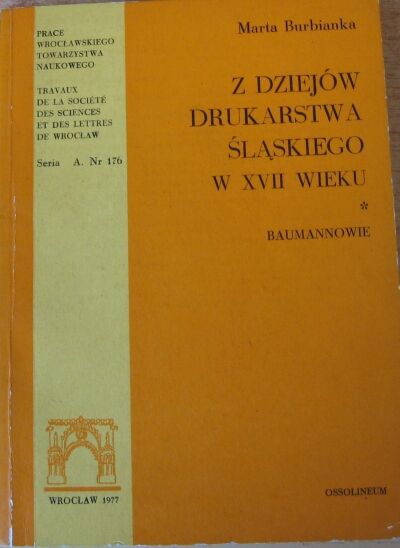 PRACE
WROCŁAWSKIEGO
TOWARZYSTWA
NAUKOWEGO
TRAVAUX
DE LA SOCIÉTÉ
DES SCIENCES
ET DES LETTRES
DE WROCŁAW
Seria A. Nr 176
Marta Burbianka
Z DZIEJÓW
DRUKARSTWA
ŚLĄSKIEGO
W XVII WIEKU
*
BAUMANNOWIE
WROCŁAW 1977
OSSOLINEUM